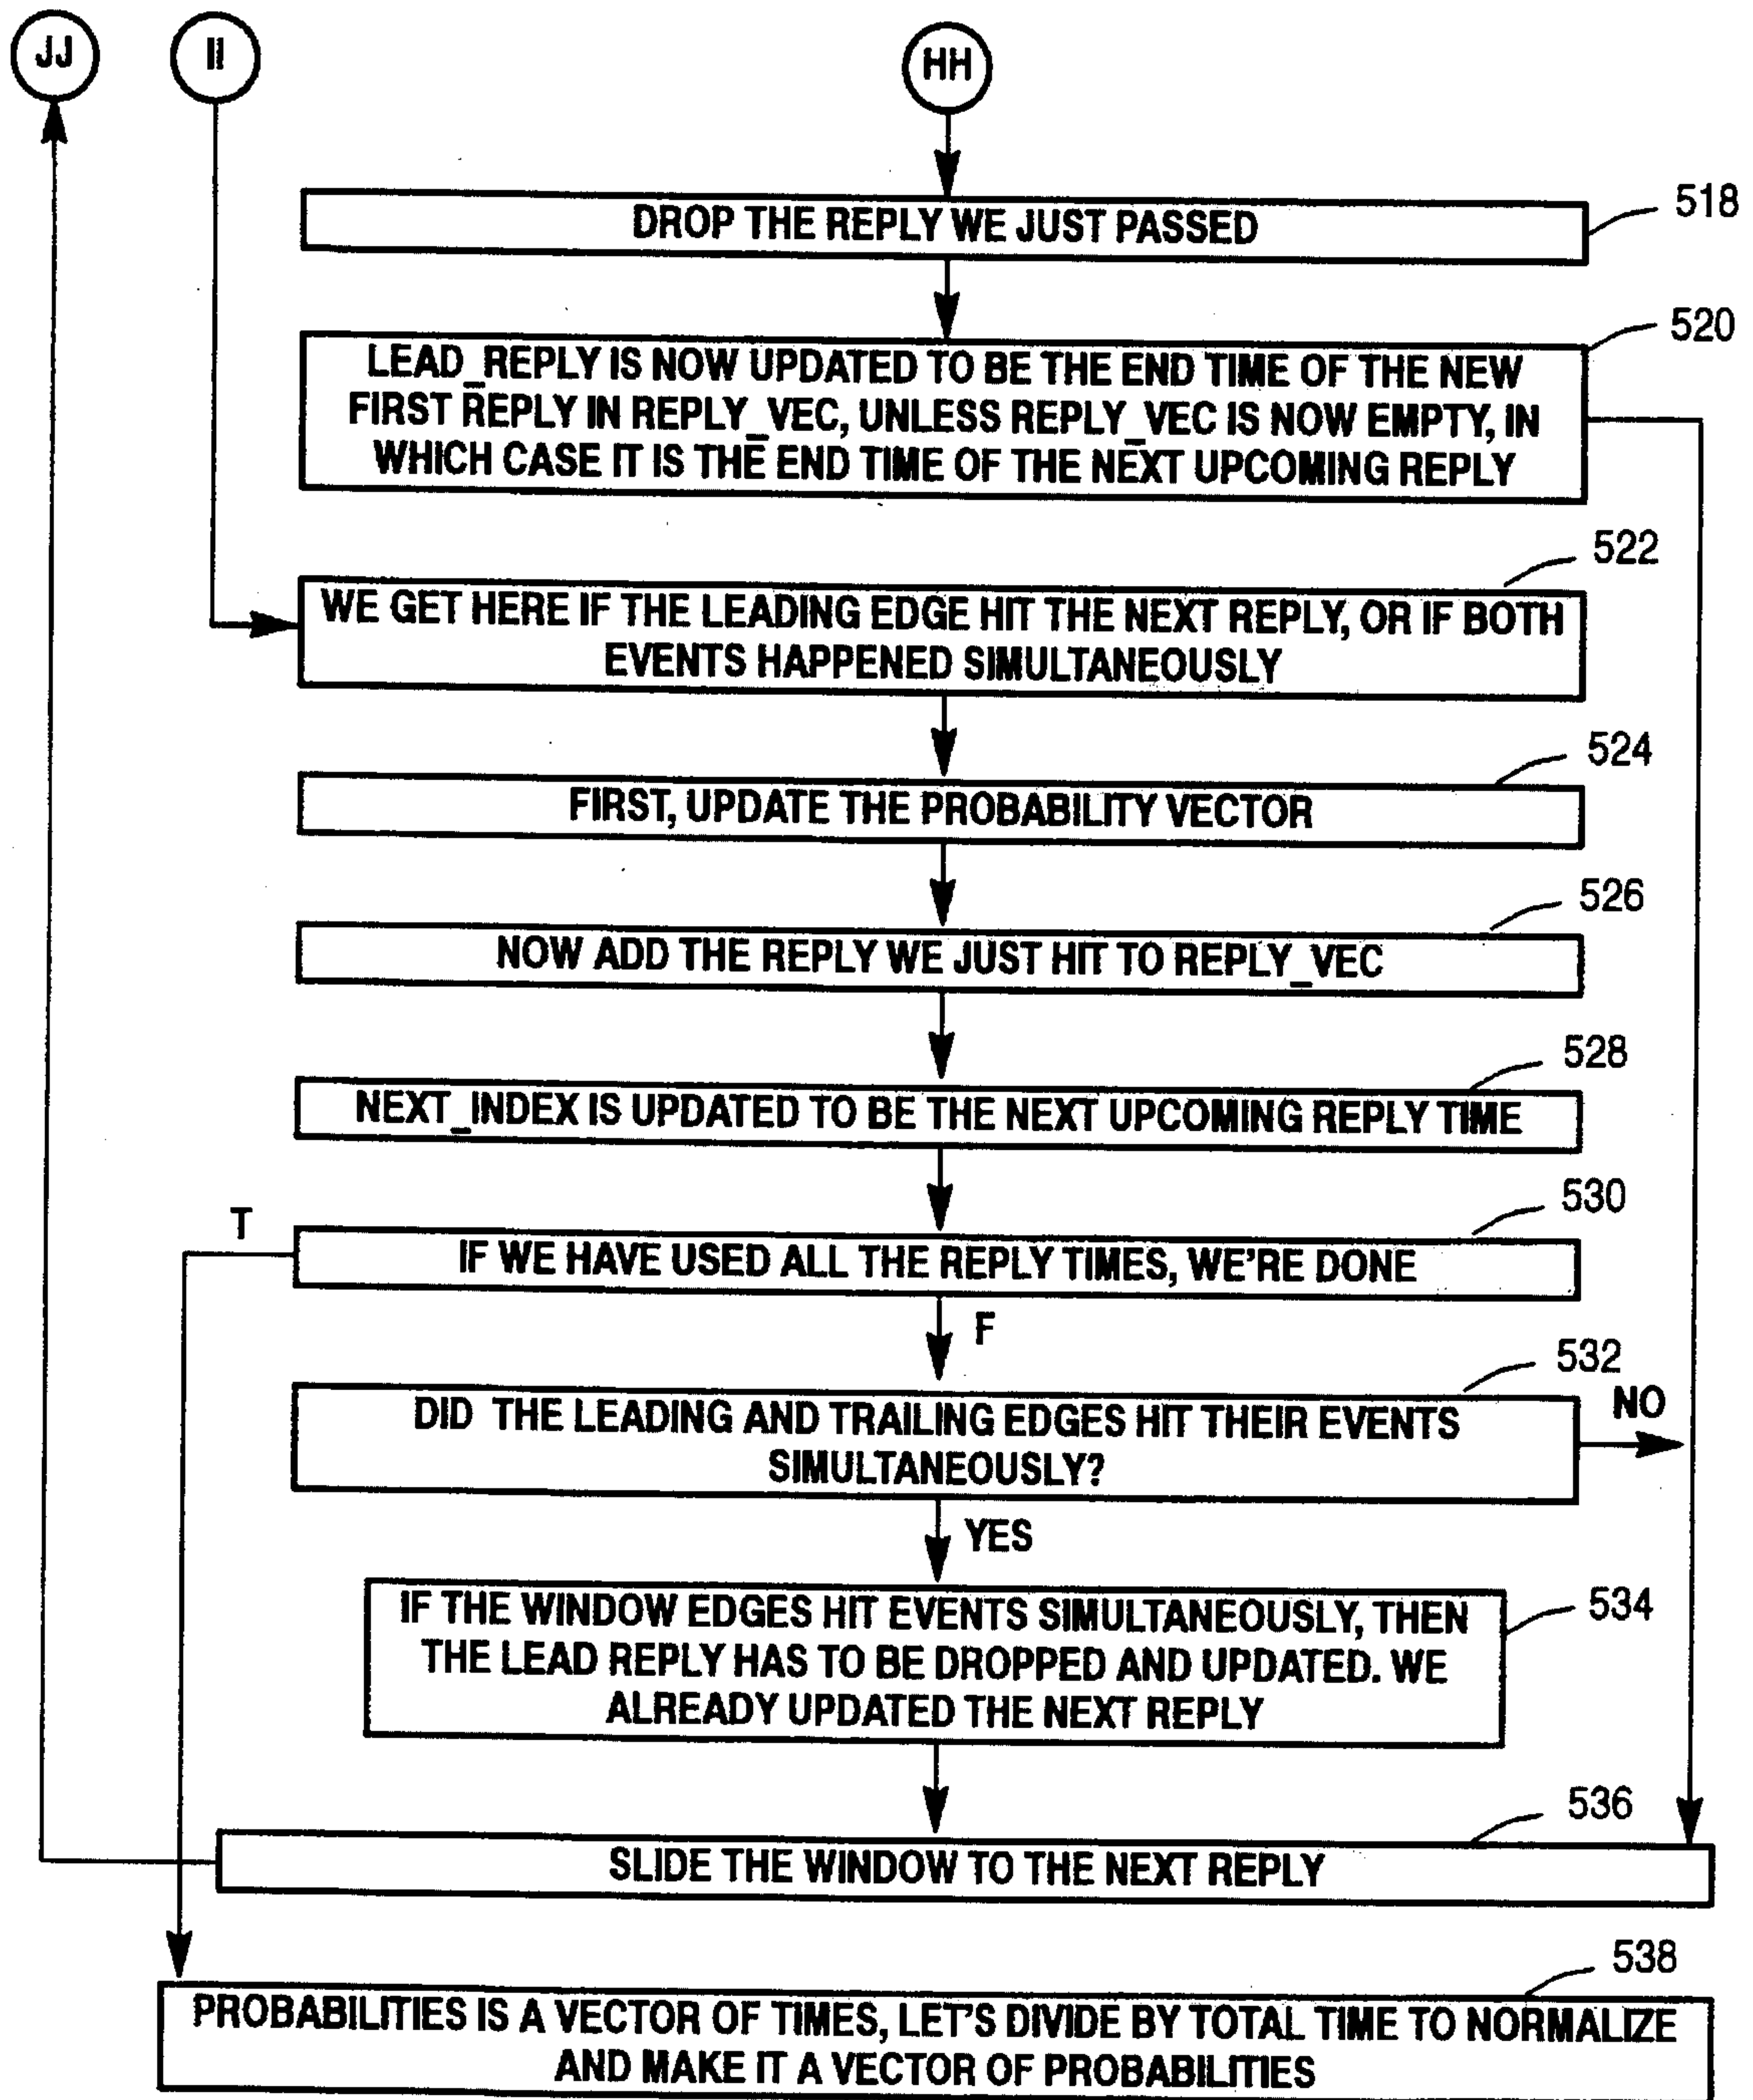 JJ
II
HH
DROP THE REPLY WE JUST PASSED
518
520
LEAD_REPLY IS NOW UPDATED TO BE THE END TIME OF THE NEW
FIRST REPLY IN REPLY_VEC, UNLESS REPLY_VEC IS NOW EMPTY, IN
WHICH CASE IT IS THE END TIME OF THE NEXT UPCOMING REPLY
522
WE GET HERE IF THE LEADING EDGE HIT THE NEXT REPLY, OR IF BOTH
EVENTS HAPPENED SIMULTANEOUSLY
524
FIRST, UPDATE THE PROBABILITY VECTOR
526
NOW ADD THE REPLY WE JUST HIT TO REPLY_VEC
528
NEXT_INDEX IS UPDATED TO BE THE NEXT UPCOMING REPLY TIME
530
T
IF WE HAVE USED ALL THE REPLY TIMES, WE'RE DONE
F
532
DID THE LEADING AND TRAILING EDGES HIT THEIR EVENTS
SIMULTANEOUSLY?
NO
YES
IF THE WINDOW EDGES HIT EVENTS SIMULTANEOUSLY, THEN
THE LEAD REPLY HAS TO BE DROPPED AND UPDATED. WE
ALREADY UPDATED THE NEXT REPLY
534
536
SLIDE THE WINDOW TO THE NEXT REPLY
538
PROBABILITIES IS A VECTOR OF TIMES, LET'S DIVIDE BY TOTAL TIME TO NORMALIZE
AND MAKE IT A VECTOR OF PROBABILITIES